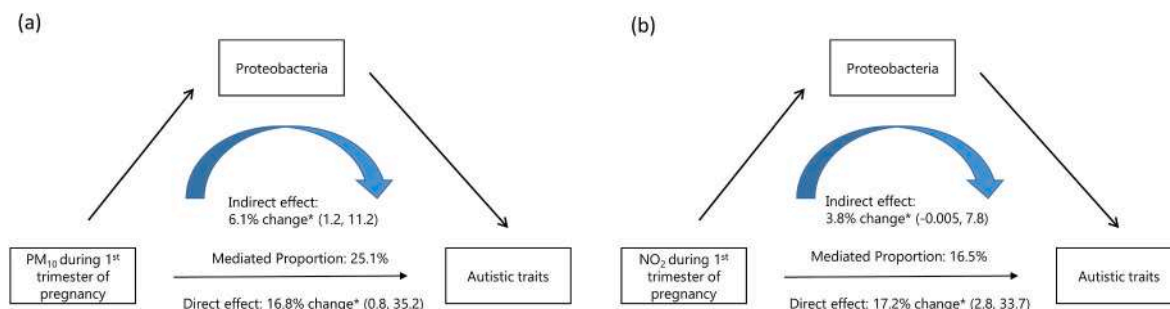 (a)
Proteobacteria
Indirect effect:
6.1% change* (1.2, 11.2)
PM₁₀ during 1ˢᵗ
trimester of
pregnancy
Mediated Proportion: 25.1%
Autistic traits
Direct effect: 16.8% change* (0.8, 35.2)
(b)
Proteobacteria
Indirect effect:
3.8% change* (-0.005, 7.8)
NO₂ during 1ˢᵗ
trimester of
pregnancy
Mediated Proportion: 16.5%
Autistic traits
Direct effect: 17.2% change* (2.8, 33.7)